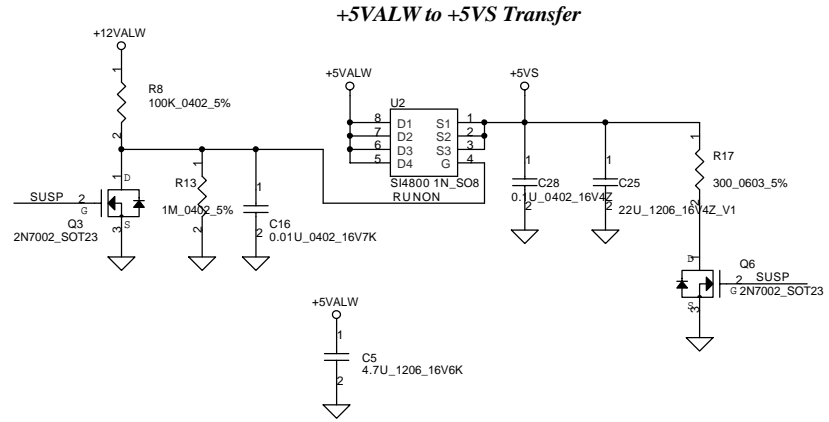 +5VALW to +5VS Transfer
+12VALW
1
R8
100K_0402_5%
2
+5VALW
U2
+5VS
8 D1 S1 1
7 D2 S2 2
6 D3 S3 3
5 D4 G 4
SI4800 1N_SO8
RUNON
1 D
SUSP 2 G
Q3
2N7002_SOT23
3 S
1
R13
1M_0402_5%
2
1
C16
2 0.01U_0402_16V7K
1
C28
0.1U_0402_16V4Z
2
1
C25
22U_1206_16V4Z_V1
2
1
R17
300_0603_5%
2
D 1
Q6
2 SUSP
G 2N7002_SOT23
S 3
+5VALW
1
C5
4.7U_1206_16V6K
2